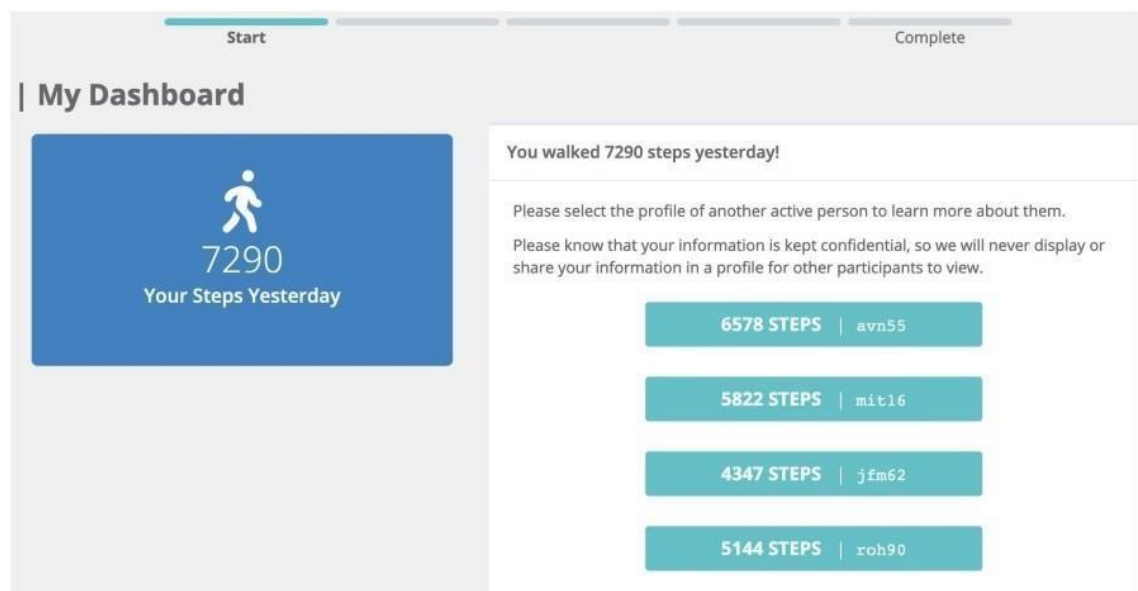 Start
Complete
| My Dashboard
7290
Your Steps Yesterday
You walked 7290 steps yesterday!
Please select the profile of another active person to learn more about them.
Please know that your information is kept confidential, so we will never display or
share your information in a profile for other participants to view.
6578 STEPS | avn55
5822 STEPS | mit16
4347 STEPS | jfm62
5144 STEPS | roh90